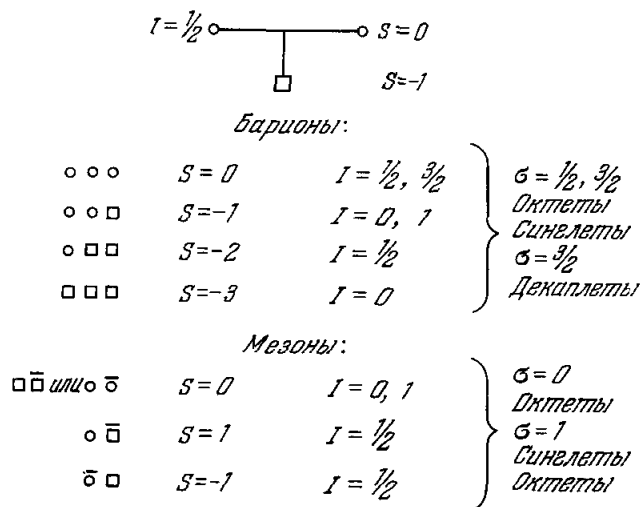 I = 1/2 S = 0
S = -1
Барионы:
S = 0 I = 1/2, 3/2
S = -1 I = 0, 1
S = -2 I = 1/2
S = -3 I = 0
σ = 1/2, 3/2
Октеты
Синглеты
σ = 3/2
Декаплеты
Мезоны:
или S = 0 I = 0, 1
S = 1 I = 1/2
S = -1 I = 1/2
σ = 0
Октеты
σ = 1
Синглеты
Октеты